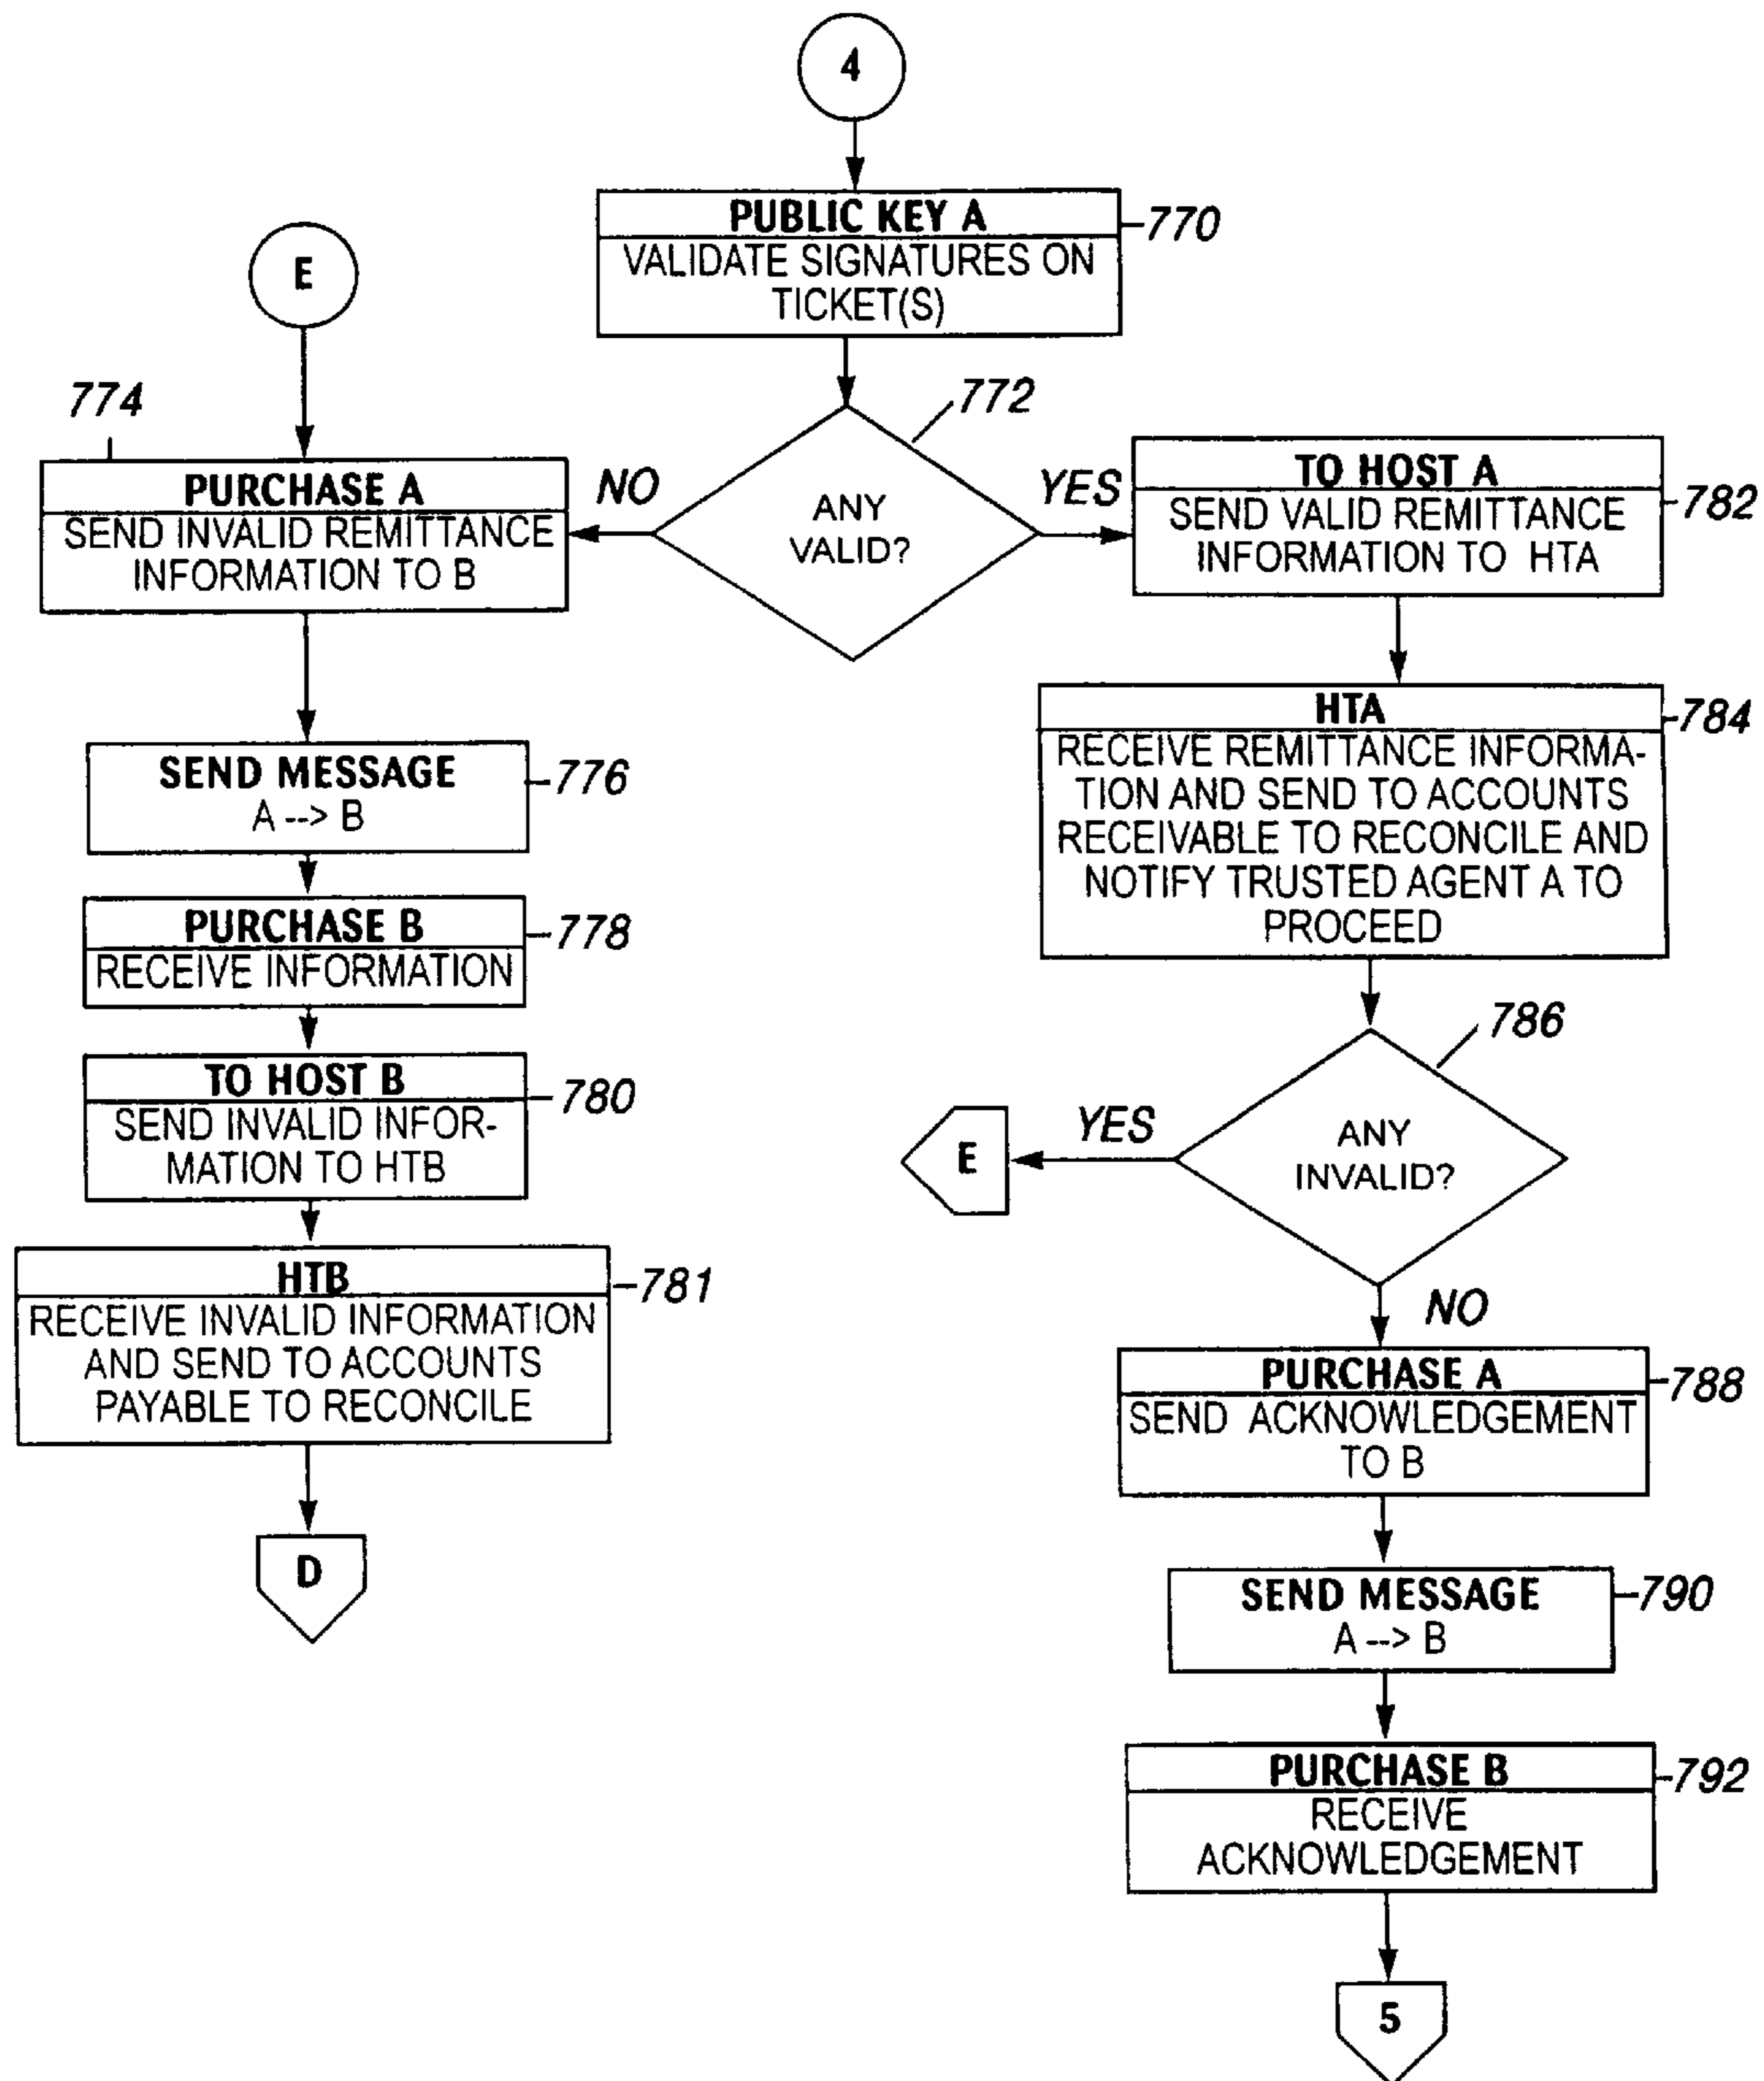 4
PUBLIC KEY A
770
VALIDATE SIGNATURES ON
TICKET(S)
E
774
772
PURCHASE A
SEND INVALID REMITTANCE
INFORMATION TO B
NO
ANY
VALID?
YES
TO HOST A
SEND VALID REMITTANCE
INFORMATION TO HTA
782
SEND MESSAGE
A --> B
776
HTA
784
RECEIVE REMITTANCE INFORMA-
TION AND SEND TO ACCOUNTS
RECEIVABLE TO RECONCILE AND
NOTIFY TRUSTED AGENT A TO
PROCEED
PURCHASE B
778
RECEIVE INFORMATION
TO HOST B
780
SEND INVALID INFOR-
MATION TO HTB
786
E
YES
ANY
INVALID?
NO
HTB
781
RECEIVE INVALID INFORMATION
AND SEND TO ACCOUNTS
PAYABLE TO RECONCILE
D
PURCHASE A
788
SEND ACKNOWLEDGEMENT
TO B
SEND MESSAGE
790
A --> B
PURCHASE B
792
RECEIVE
ACKNOWLEDGEMENT
5